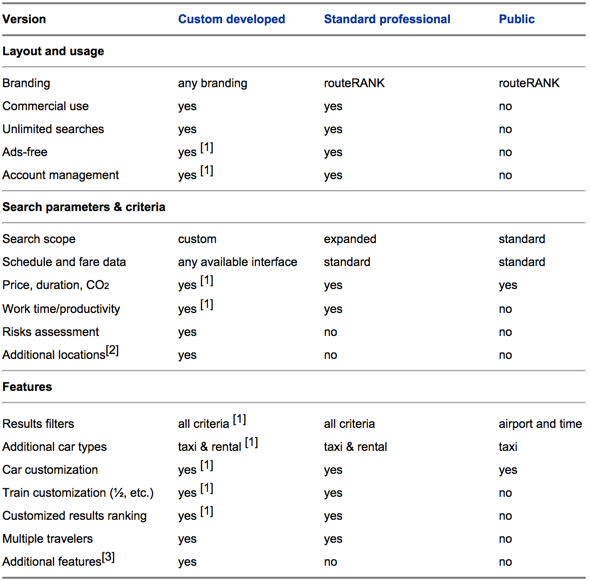 Version Custom developed Standard professional Public
Layout and usage
Branding any branding routeRANK routeRANK
Commercial use yes yes no
Unlimited searches yes yes no
Ads-free yes [1] yes no
Account management yes [1] yes no
Search parameters & criteria
Search scope custom expanded standard
Schedule and fare data any available interface standard standard
Price, duration, CO2 yes [1] yes yes
Work time/productivity yes [1] yes no
Risks assessment yes no no
Additional locations[2] yes no no
Features
Results filters all criteria [1] all criteria airport and time
Additional car types taxi & rental [1] taxi & rental taxi
Car customization yes [1] yes yes
Train customization (½, etc.) yes [1] yes no
Customized results ranking yes [1] yes no
Multiple travelers yes yes no
Additional features[3] yes no no